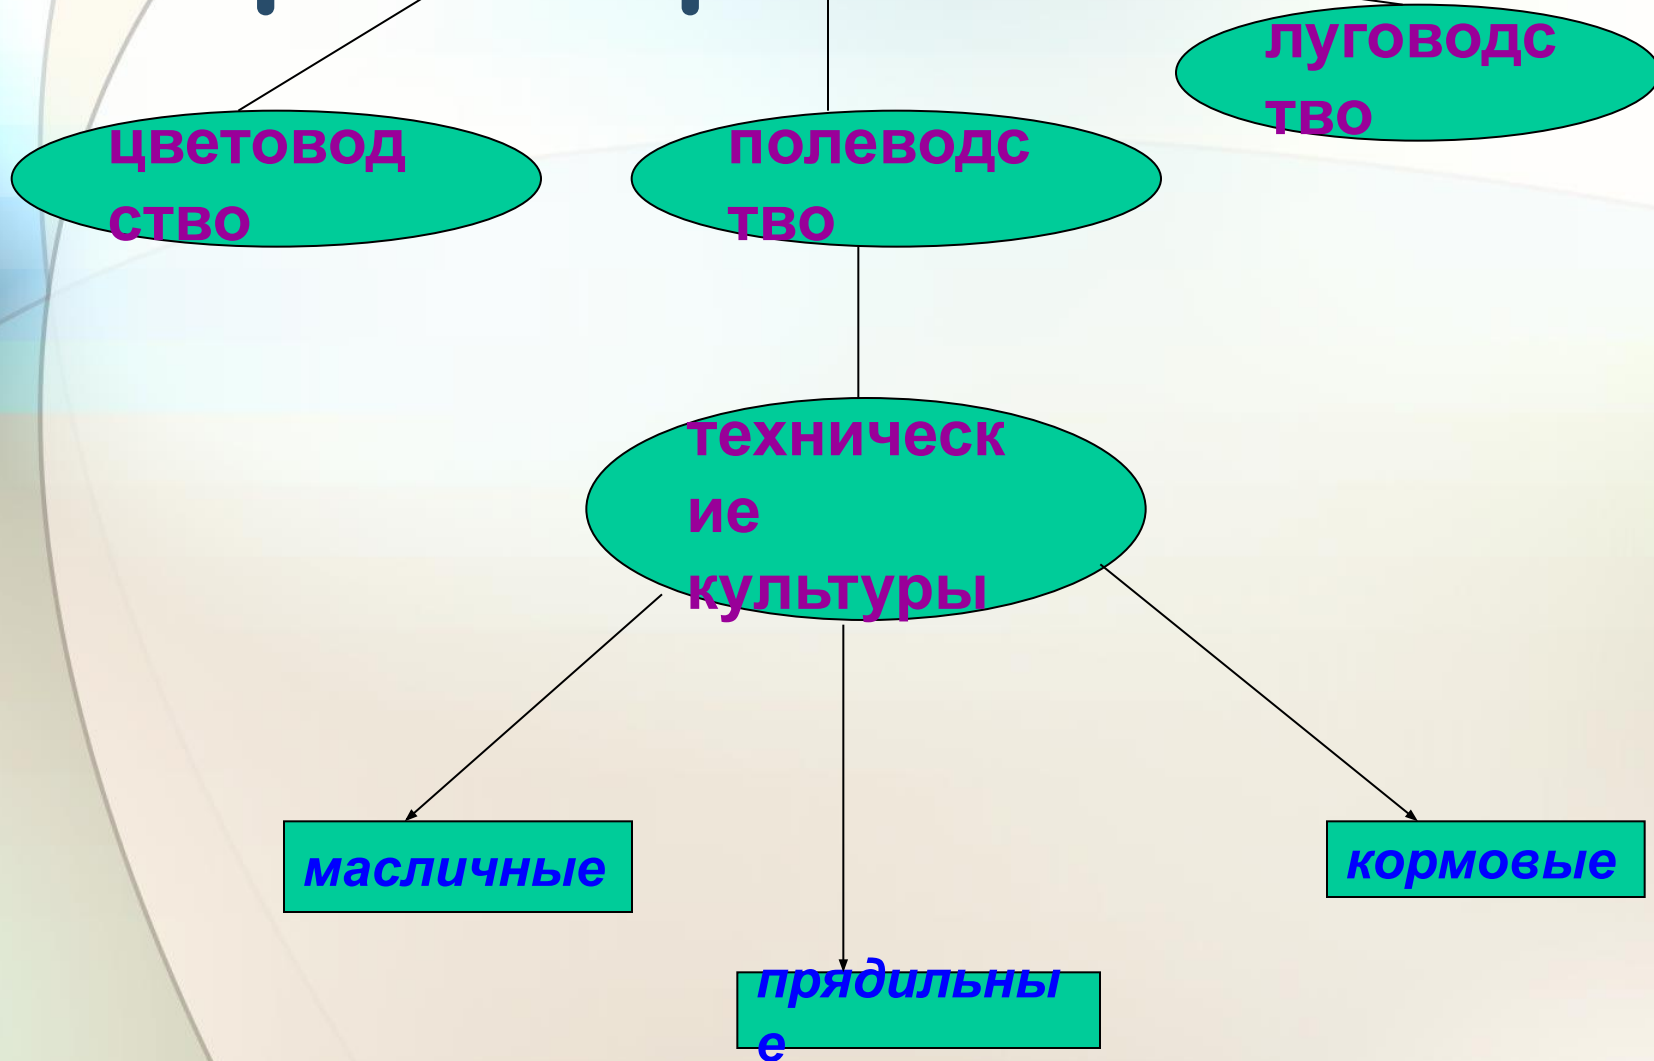 луговодс
тво
цветовод
ство
полеводс
тво
техническ
ие
культуры
масличные
кормовые
прядильны
е